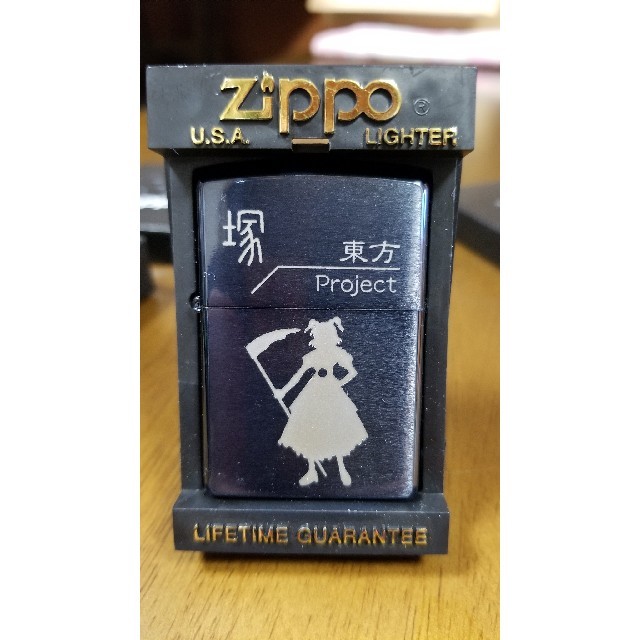 Zippo ®
U.S.A. LIGHTER
塚
東方
Project
LIFETIME GUARANTEE